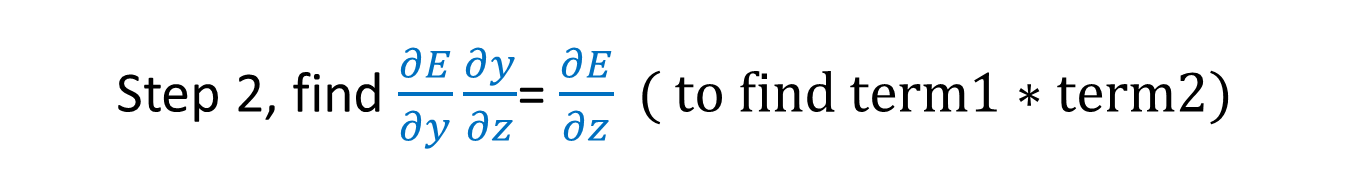 Step 2, find ∂E/∂y ∂y/∂z = ∂E/∂z ( to find term1 ∗ term2)